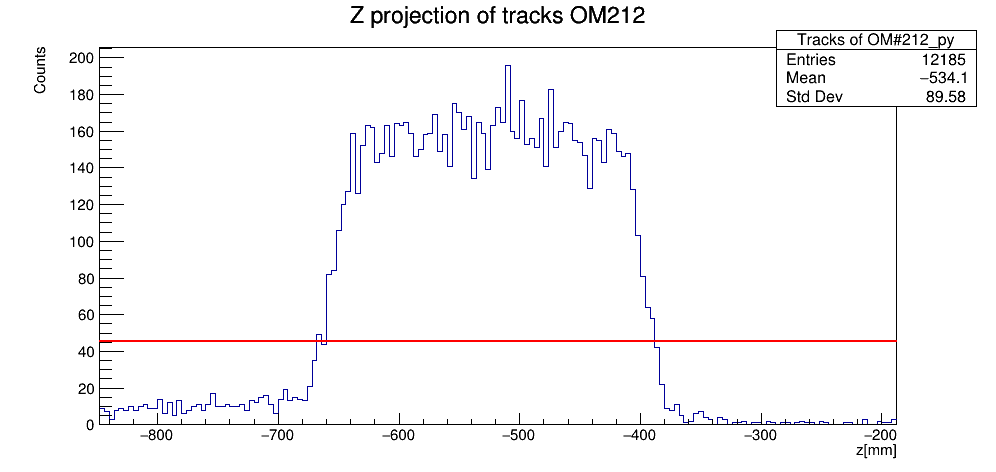 Z projection of tracks OM212
Tracks of OM#212_py
Entries 12185
Mean −534.1
Std Dev 89.58
Counts
200
180
160
140
120
100
80
60
40
20
0
−800 −700 −600 −500 −400 −300 −200
z[mm]